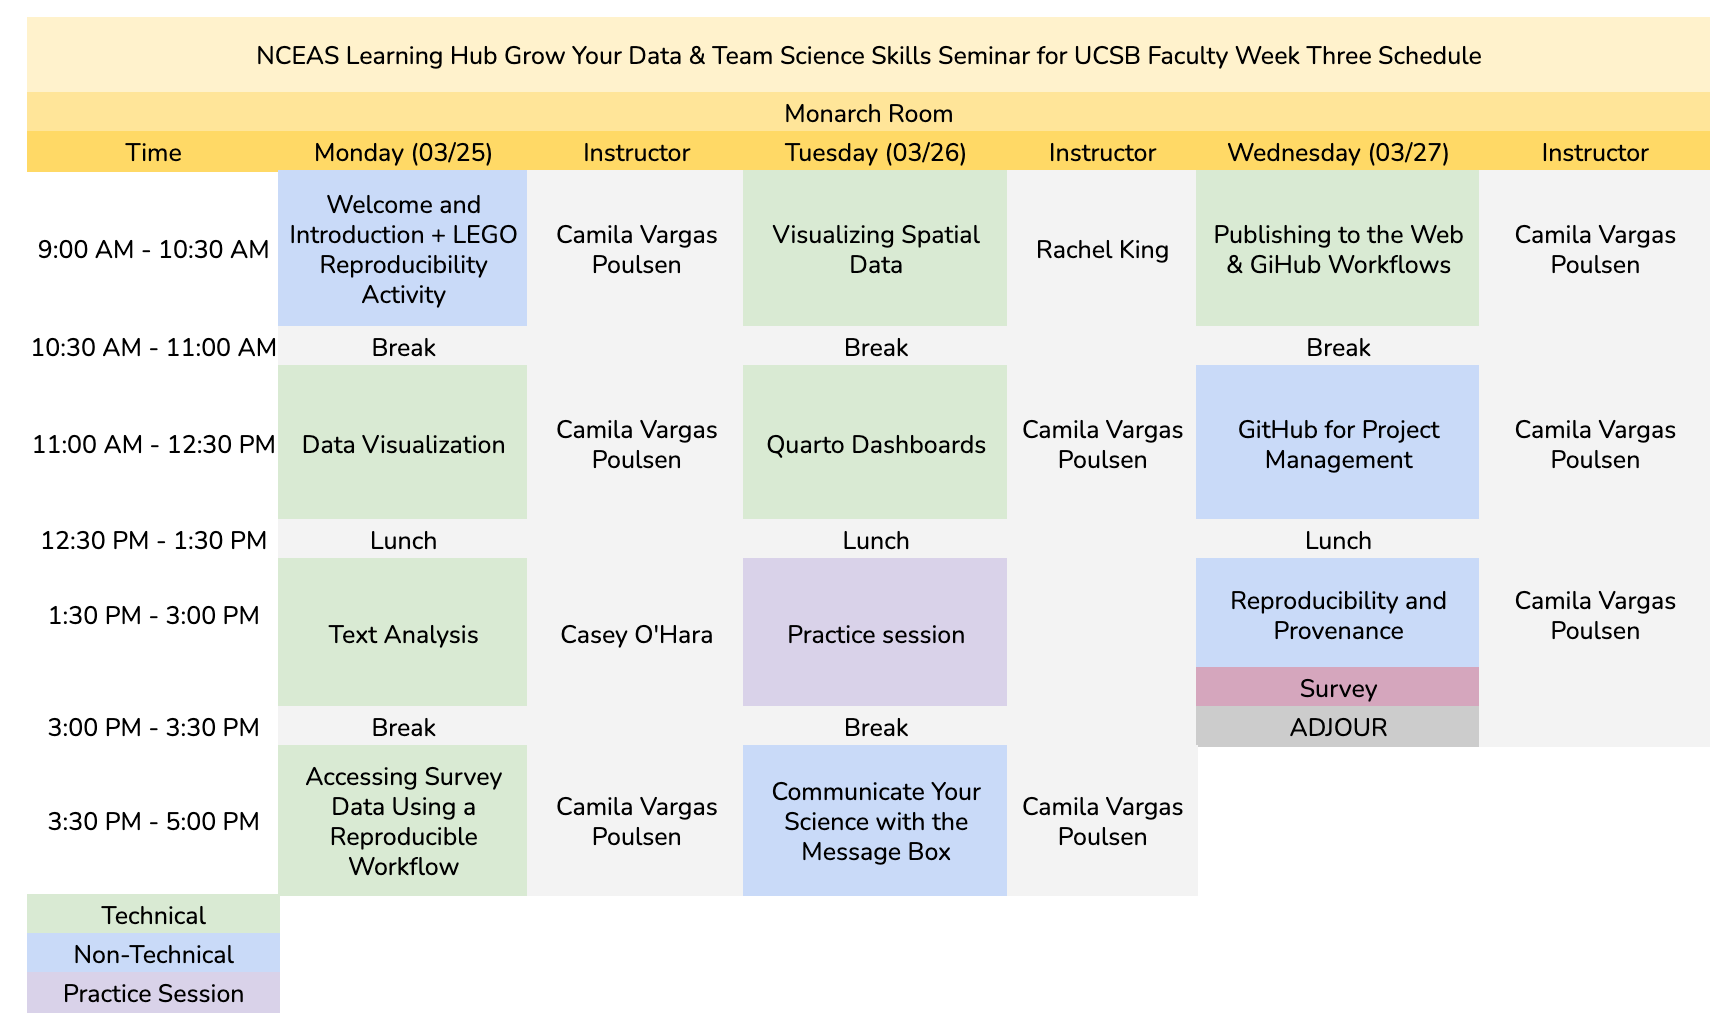 NCEAS Learning Hub Grow Your Data & Team Science Skills Seminar for UCSB Faculty Week Three Schedule
Monarch Room
Time Monday (03/25) Instructor Tuesday (03/26) Instructor Wednesday (03/27) Instructor
9:00 AM - 10:30 AM
Welcome and
Introduction + LEGO
Reproducibility
Activity
Camila Vargas
Poulsen
Visualizing Spatial
Data
Rachel King
Publishing to the Web
& GiHub Workflows
Camila Vargas
Poulsen
10:30 AM - 11:00 AM Break Break Break
11:00 AM - 12:30 PM
Data Visualization
Camila Vargas
Poulsen
Quarto Dashboards
Camila Vargas
Poulsen
GitHub for Project
Management
Camila Vargas
Poulsen
12:30 PM - 1:30 PM Lunch Lunch Lunch
1:30 PM - 3:00 PM
Text Analysis
Casey O'Hara
Practice session
Reproducibility and
Provenance
Camila Vargas
Poulsen
Survey
3:00 PM - 3:30 PM Break Break ADJOUR
3:30 PM - 5:00 PM
Accessing Survey
Data Using a
Reproducible
Workflow
Camila Vargas
Poulsen
Communicate Your
Science with the
Message Box
Camila Vargas
Poulsen
Technical
Non-Technical
Practice Session